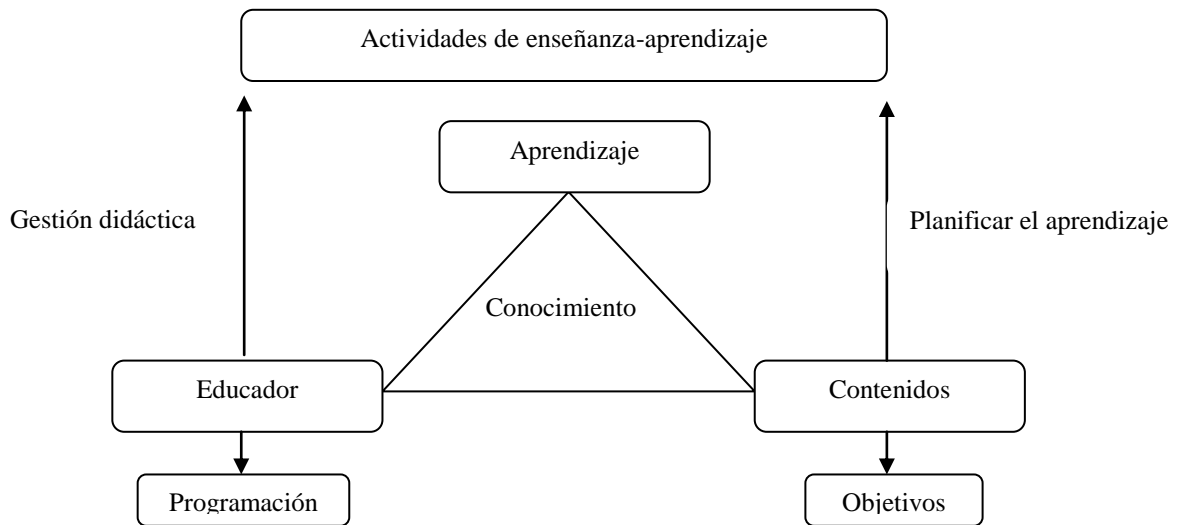 Actividades de enseñanza-aprendizaje
Aprendizaje
Gestión didáctica
Planificar el aprendizaje
Conocimiento
Educador
Contenidos
Programación
Objetivos